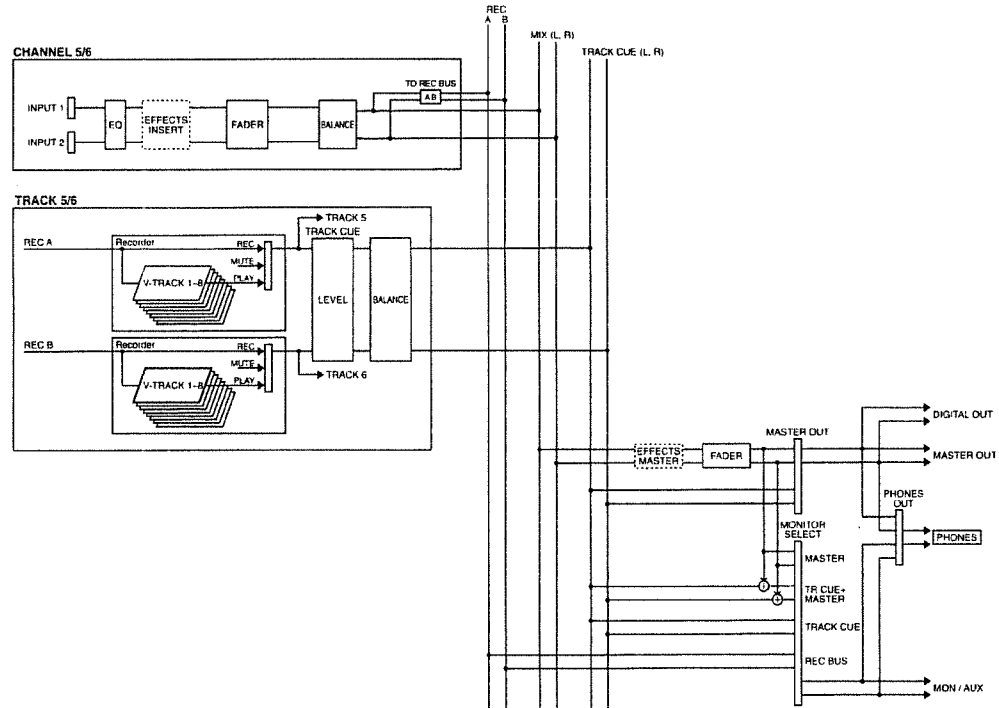 REC
A B
MIX (L, R)
TRACK CUE (L, R)
CHANNEL 5/6
TO REC BUS
A B
INPUT 1
INPUT 2
EQ
EFFECTS
INSERT
FADER
BALANCE
TRACK 5/6
TRACK 5
TRACK CUE
REC A
Recorder
REC
MUTE
PLAY
V-TRACK 1-8
LEVEL
BALANCE
REC B
Recorder
REC
MUTE
PLAY
V-TRACK 1-8
TRACK 6
DIGITAL OUT
MASTER OUT
EFFECTS
MASTER
FADER
MASTER OUT
PHONES
OUT
PHONES
MONITOR
SELECT
MASTER
TR CUE+
MASTER
TRACK CUE
REC BUS
MON / AUX